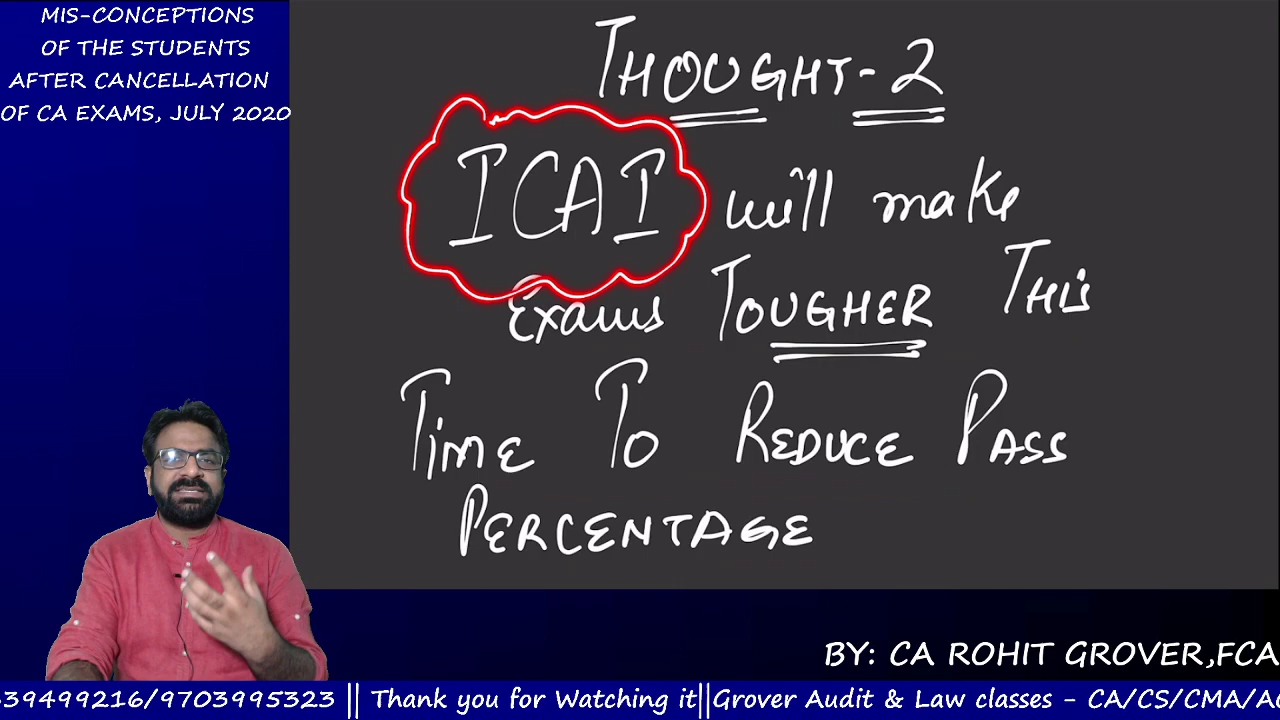 MIS-CONCEPTIONS
OF THE STUDENTS
AFTER CANCELLATION
OF CA EXAMS, JULY 2020
THOUGHT-2
ICAI will make
Exams TOUGHER THIS
TIME TO REDUCE PASS
PERCENTAGE
BY: CA ROHIT GROVER,FCA
39499216/9703995323 || Thank you for Watching it||Grover Audit & Law classes - CA/CS/CMA/A